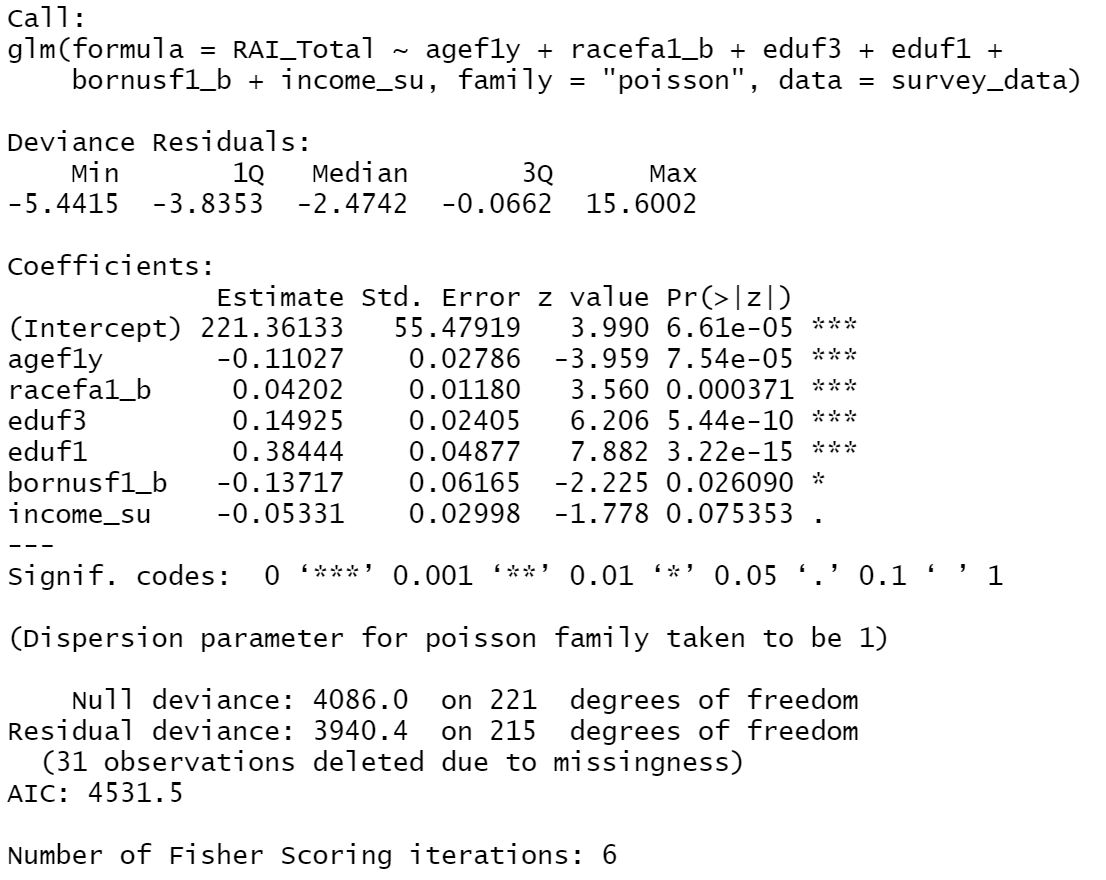 Call:
glm(formula = RAI_Total ~ agef1y + racefa1_b + eduf3 + eduf1 +
    bornusf1_b + income_su, family = "poisson", data = survey_data)

Deviance Residuals:
    Min       1Q   Median       3Q      Max
-5.4415  -3.8353  -2.4742  -0.0662  15.6002

Coefficients:
             Estimate Std. Error z value Pr(>|z|)
(Intercept) 221.36133   55.47919   3.990 6.61e-05 ***
agef1y       -0.11027    0.02786  -3.959 7.54e-05 ***
racefa1_b     0.04202    0.01180   3.560 0.000371 ***
eduf3         0.14925    0.02405   6.206 5.44e-10 ***
eduf1         0.38444    0.04877   7.882 3.22e-15 ***
bornusf1_b   -0.13717    0.06165  -2.225 0.026090 *
income_su    -0.05331    0.02998  -1.778 0.075353 .
---
Signif. codes:  0 ‘***’ 0.001 ‘**’ 0.01 ‘*’ 0.05 ‘.’ 0.1 ‘ ’ 1

(Dispersion parameter for poisson family taken to be 1)

    Null deviance: 4086.0  on 221  degrees of freedom
Residual deviance: 3940.4  on 215  degrees of freedom
  (31 observations deleted due to missingness)
AIC: 4531.5

Number of Fisher Scoring iterations: 6